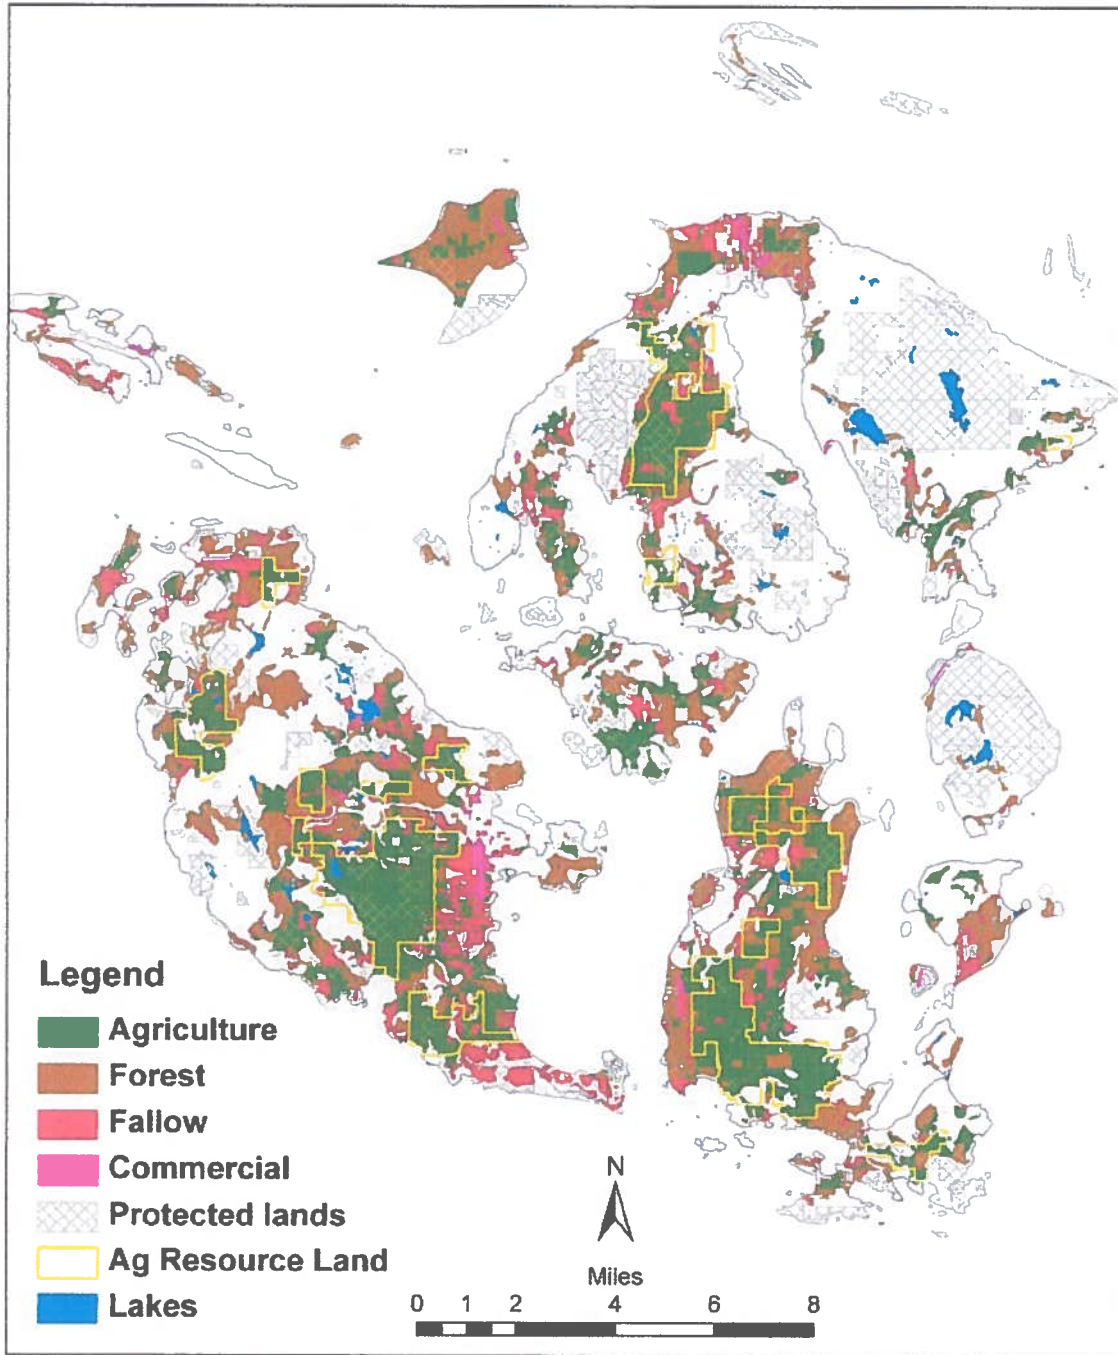 Legend
Agriculture
Forest
Fallow
Commercial
Protected lands
Ag Resource Land
Lakes
N
Miles
0 1 2 4 6 8